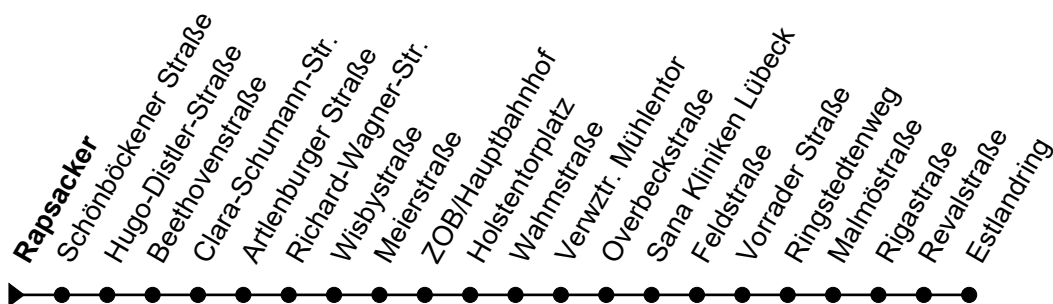 Rapsacker
Schönböckener Straße
Hugo-Distler-Straße
Beethovenstraße
Clara-Schumann-Str.
Artlenburger Straße
Richard-Wagner-Str.
Wisbystraße
Meierstraße
ZOB/Hauptbahnhof
Holstentorplatz
Wahmstraße
Verwztr. Mühlentor
Overbeckstraße
Sana Kliniken Lübeck
Feldstraße
Vorrader Straße
Ringstedtenweg
Malmöstraße
Rigastraße
Revalstraße
Estlandring